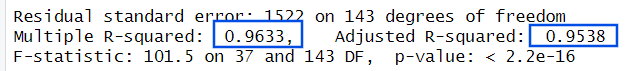 Residual standard error: 1522 on 143 degrees of freedom
Multiple R-squared: 0.9633, Adjusted R-squared: 0.9538
F-statistic: 101.5 on 37 and 143 DF, p-value: < 2.2e-16